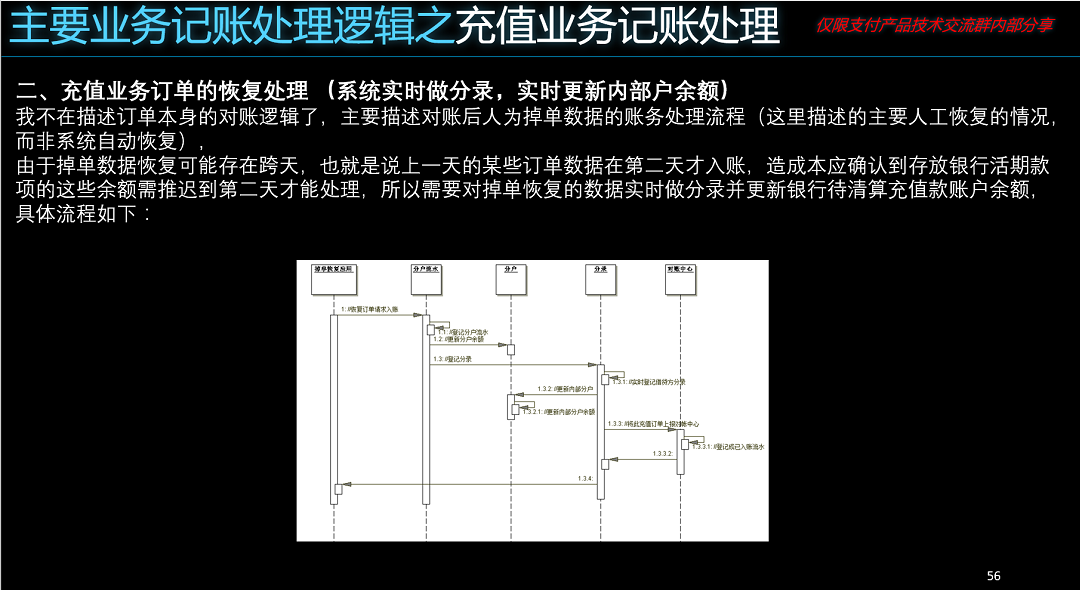 主要业务记账处理逻辑之充值业务记账处理
仅限支付产品技术交流群内部分享
二、充值业务订单的恢复处理 （系统实时做分录，实时更新内部户余额）
我不在描述订单本身的对账逻辑了，主要描述对账后人为掉单数据的账务处理流程（这里描述的主要人工恢复的情况，
而非系统自动恢复），
由于掉单数据恢复可能存在跨天，也就是说上一天的某些订单数据在第二天才入账，造成本应确认到存放银行活期款
项的这些余额需推迟到第二天才能处理，所以需要对掉单恢复的数据实时做分录并更新银行待清算充值款账户余额，
具体流程如下：
掉单恢复应用
分户流水
分户
分录
对账中心
1: //恢复订单请求入账
1.1: //登记分户流水
1.2: //更新分户余额
1.3: //登记分录
1.3.1: //实时登记借贷方分录
1.3.2: //更新内部分户
1.3.2.1: //更新内部分户余额
1.3.3: //将此充值订单上报对账中心
1.3.3.1: //登记成已入账流水
1.3.3.2:
1.3.4:
56